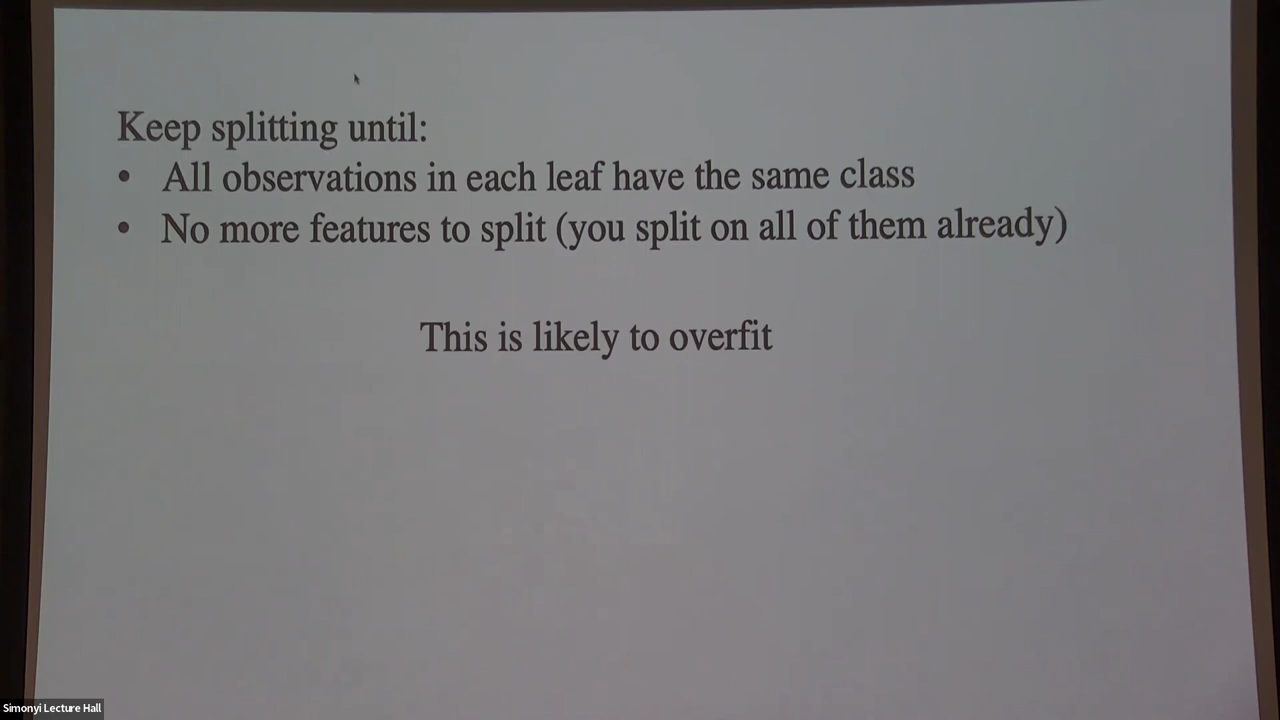 Keep splitting until:
• All observations in each leaf have the same class
• No more features to split (you split on all of them already)
This is likely to overfit
Simonyi Lecture Hall